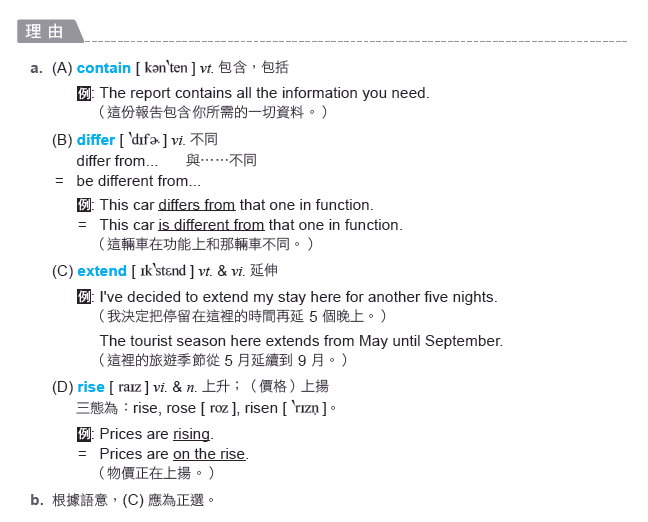 理由
a. (A) contain [ kən`ten ] vt. 包含，包括
例: The report contains all the information you need.
（這份報告包含你所需的一切資料。）
(B) differ [ `dɪfɚ ] vi. 不同
differ from... 與……不同
= be different from...
例: This car differs from that one in function.
= This car is different from that one in function.
（這輛車在功能上和那輛車不同。）
(C) extend [ ɪk`stɛnd ] vt. & vi. 延伸
例: I've decided to extend my stay here for another five nights.
（我決定把停留在這裡的時間再延 5 個晚上。）
The tourist season here extends from May until September.
（這裡的旅遊季節從 5 月延續到 9 月。）
(D) rise [ raɪz ] vi. & n. 上升；（價格）上揚
三態為：rise, rose [ roz ], risen [ `rɪzn̩ ]。
例: Prices are rising.
= Prices are on the rise.
（物價正在上揚。）
b. 根據語意，(C) 應為正選。